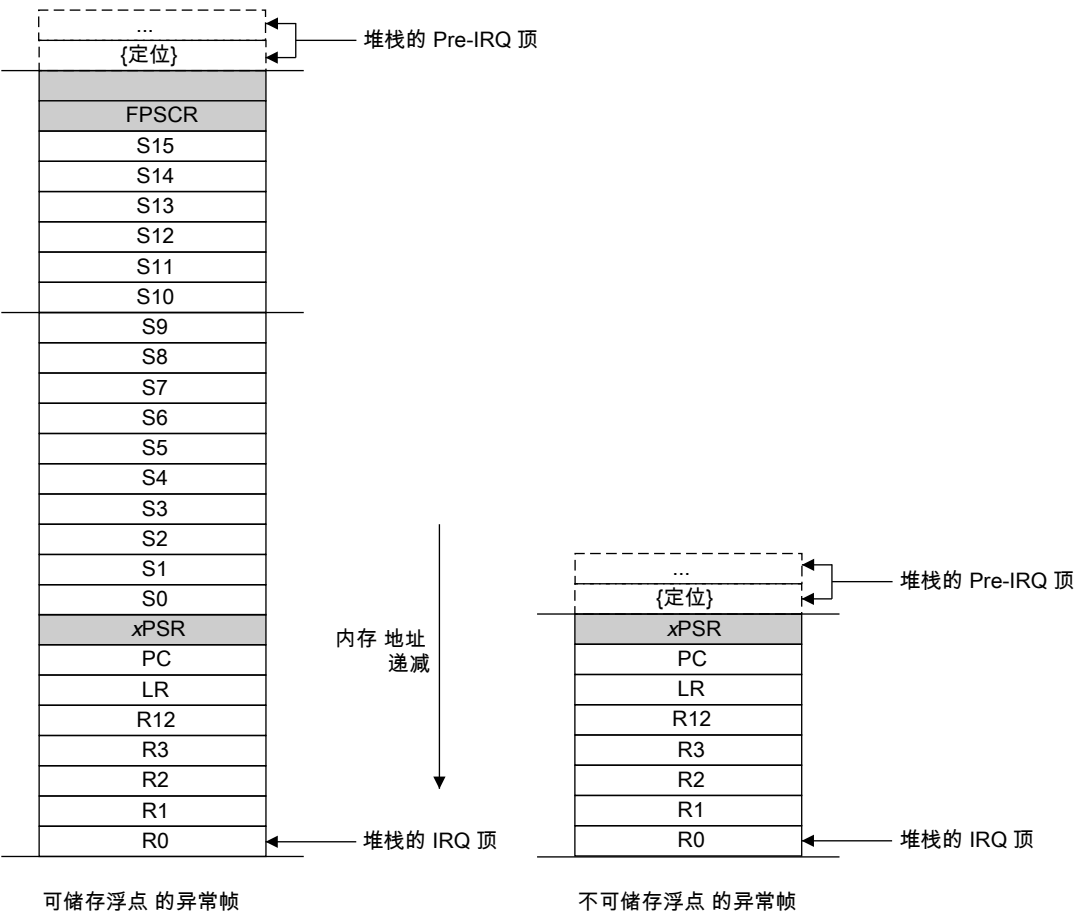 ...
{定位}
堆栈的 Pre-IRQ 顶
FPSCR
S15
S14
S13
S12
S11
S10
S9
S8
S7
S6
S5
S4
S3
S2
S1
S0
xPSR
PC
LR
R12
R3
R2
R1
R0
堆栈的 IRQ 顶
可储存浮点 的异常帧
内存 地址
递减
...
{定位}
堆栈的 Pre-IRQ 顶
xPSR
PC
LR
R12
R3
R2
R1
R0
堆栈的 IRQ 顶
不可储存浮点 的异常帧